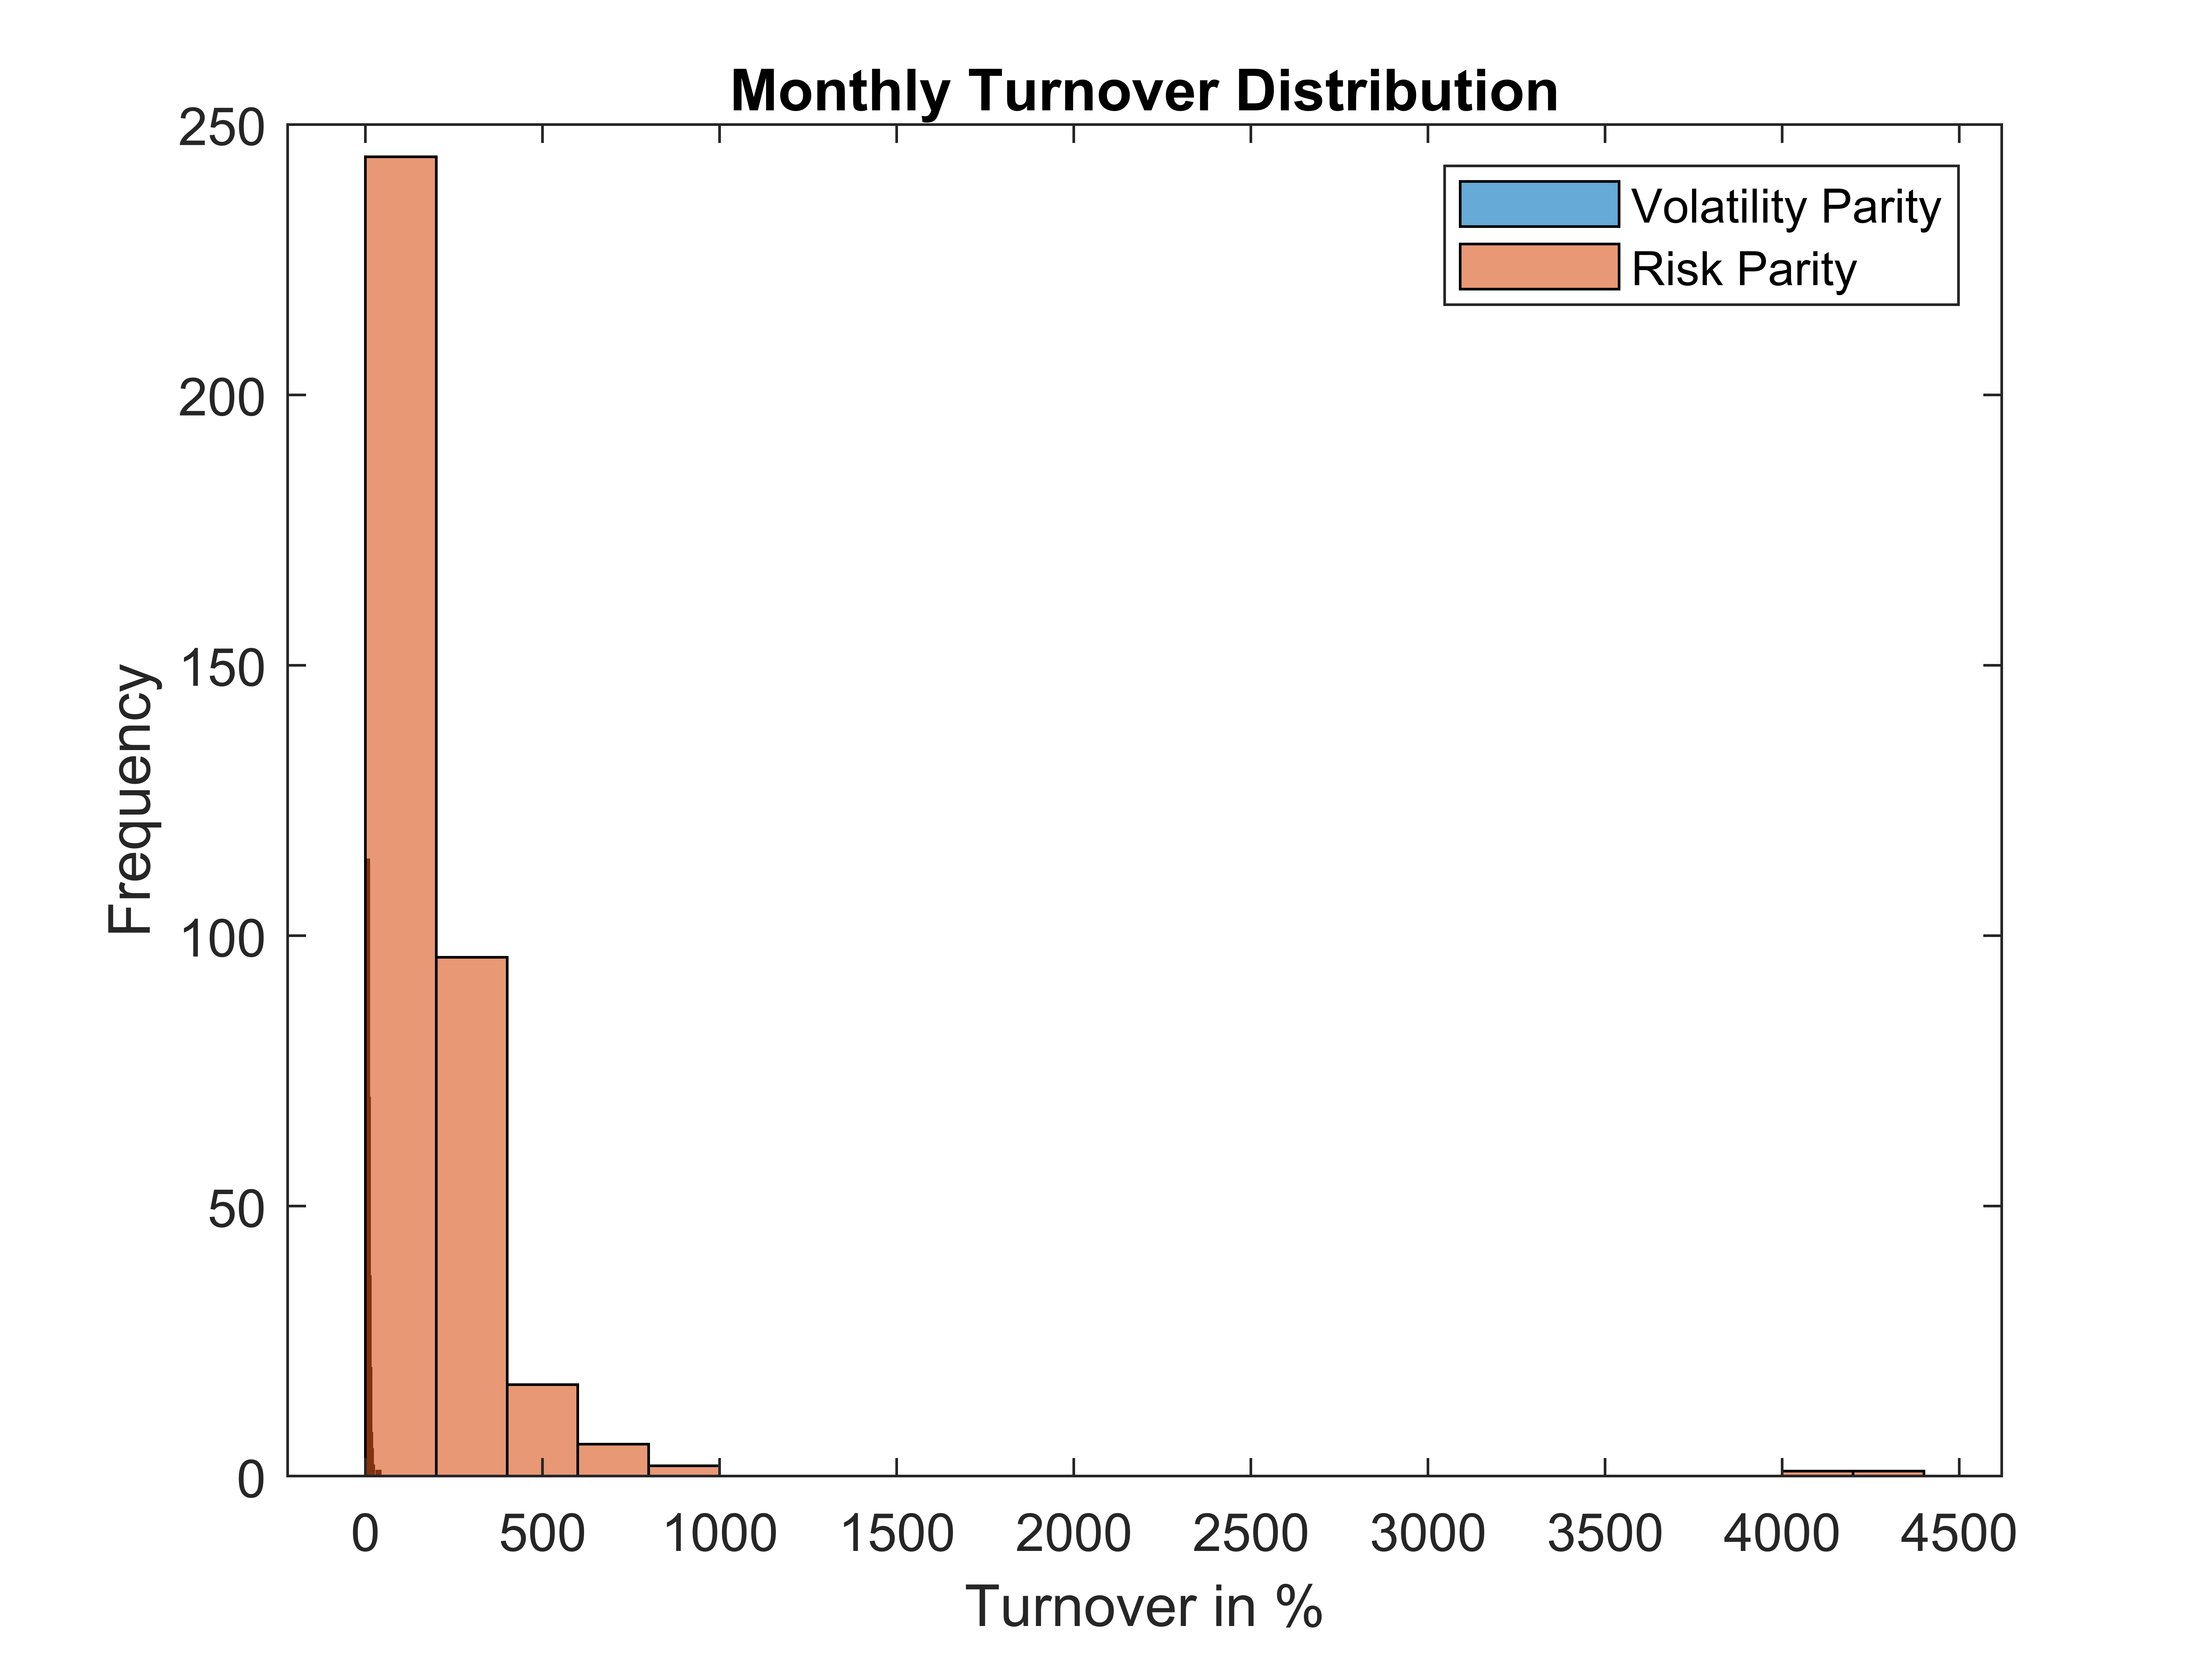 Monthly Turnover Distribution
250
200
150
100
50
0
Frequency
Volatility Parity
Risk Parity
0 500 1000 1500 2000 2500 3000 3500 4000 4500
Turnover in %